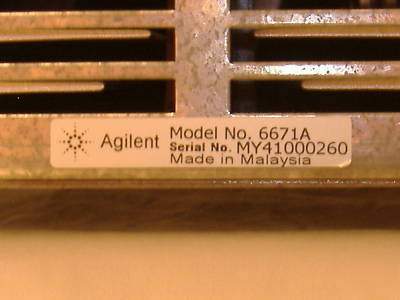 Agilent
Model No. 6671A
Serial No. MY41000260
Made in Malaysia